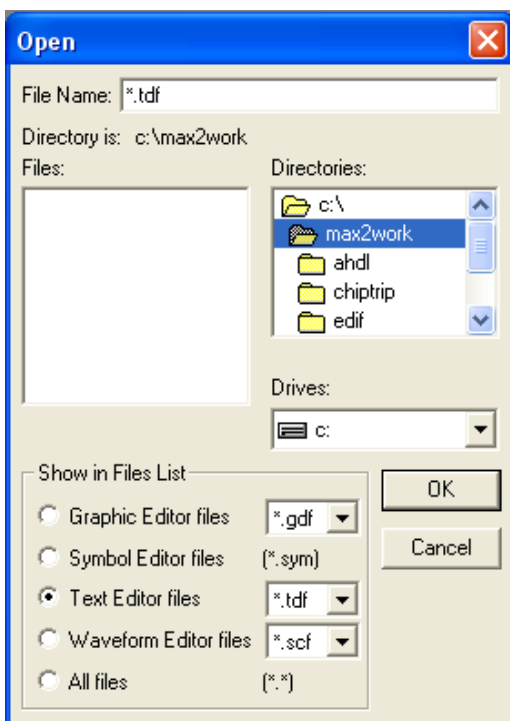 Open
File Name: *.tdf
Directory is: c:\max2work
Files:
Directories:
c:\
max2work
ahdl
chiptrip
edif
Drives:
c:
Show in Files List
Graphic Editor files *.gdf
Symbol Editor files (*.sym)
Text Editor files *.tdf
Waveform Editor files *.scf
All files (*.*)
OK
Cancel